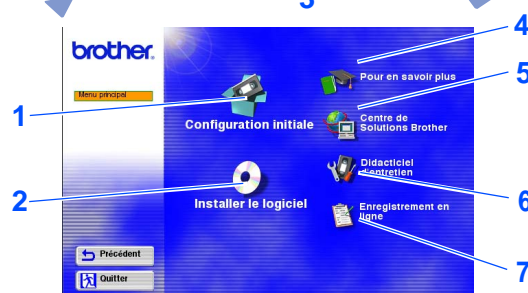 3
4
brother.
Pour en savoir plus
Menu principal
5
1
Configuration initiale
Centre de
Solutions Brother
Didacticiel
d'entretien
2
Installer le logiciel
6
Enregistrement en
ligne
Précédent
Quitter
7